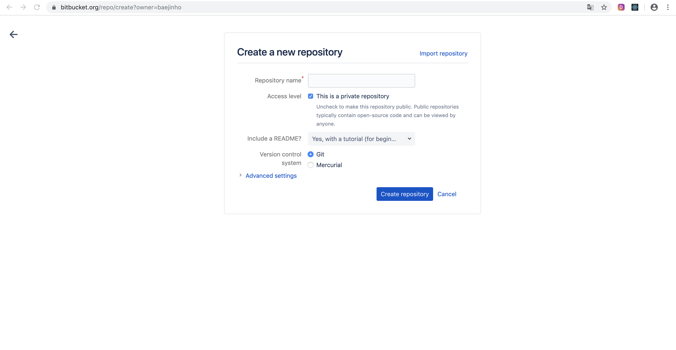 bitbucket.org/repo/create?owner=baejinho
Create a new repository
Import repository
Repository name*
Access level
This is a private repository
Uncheck to make this repository public. Public repositories
typically contain open-source code and can be viewed by
anyone.
Include a README?
Yes, with a tutorial (for begin...
Version control
system
Git
Mercurial
Advanced settings
Create repository
Cancel